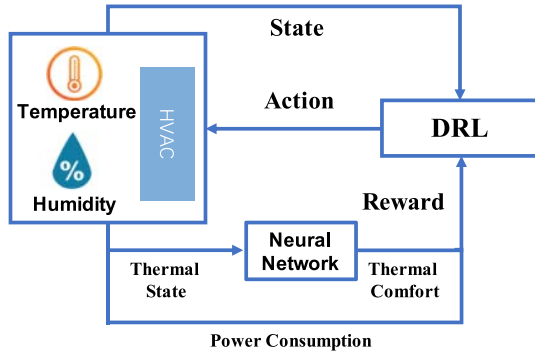 State
Temperature
HVAC
Action
DRL
%
Humidity
Reward
Neural
Network
Thermal
State
Thermal
Comfort
Power Consumption